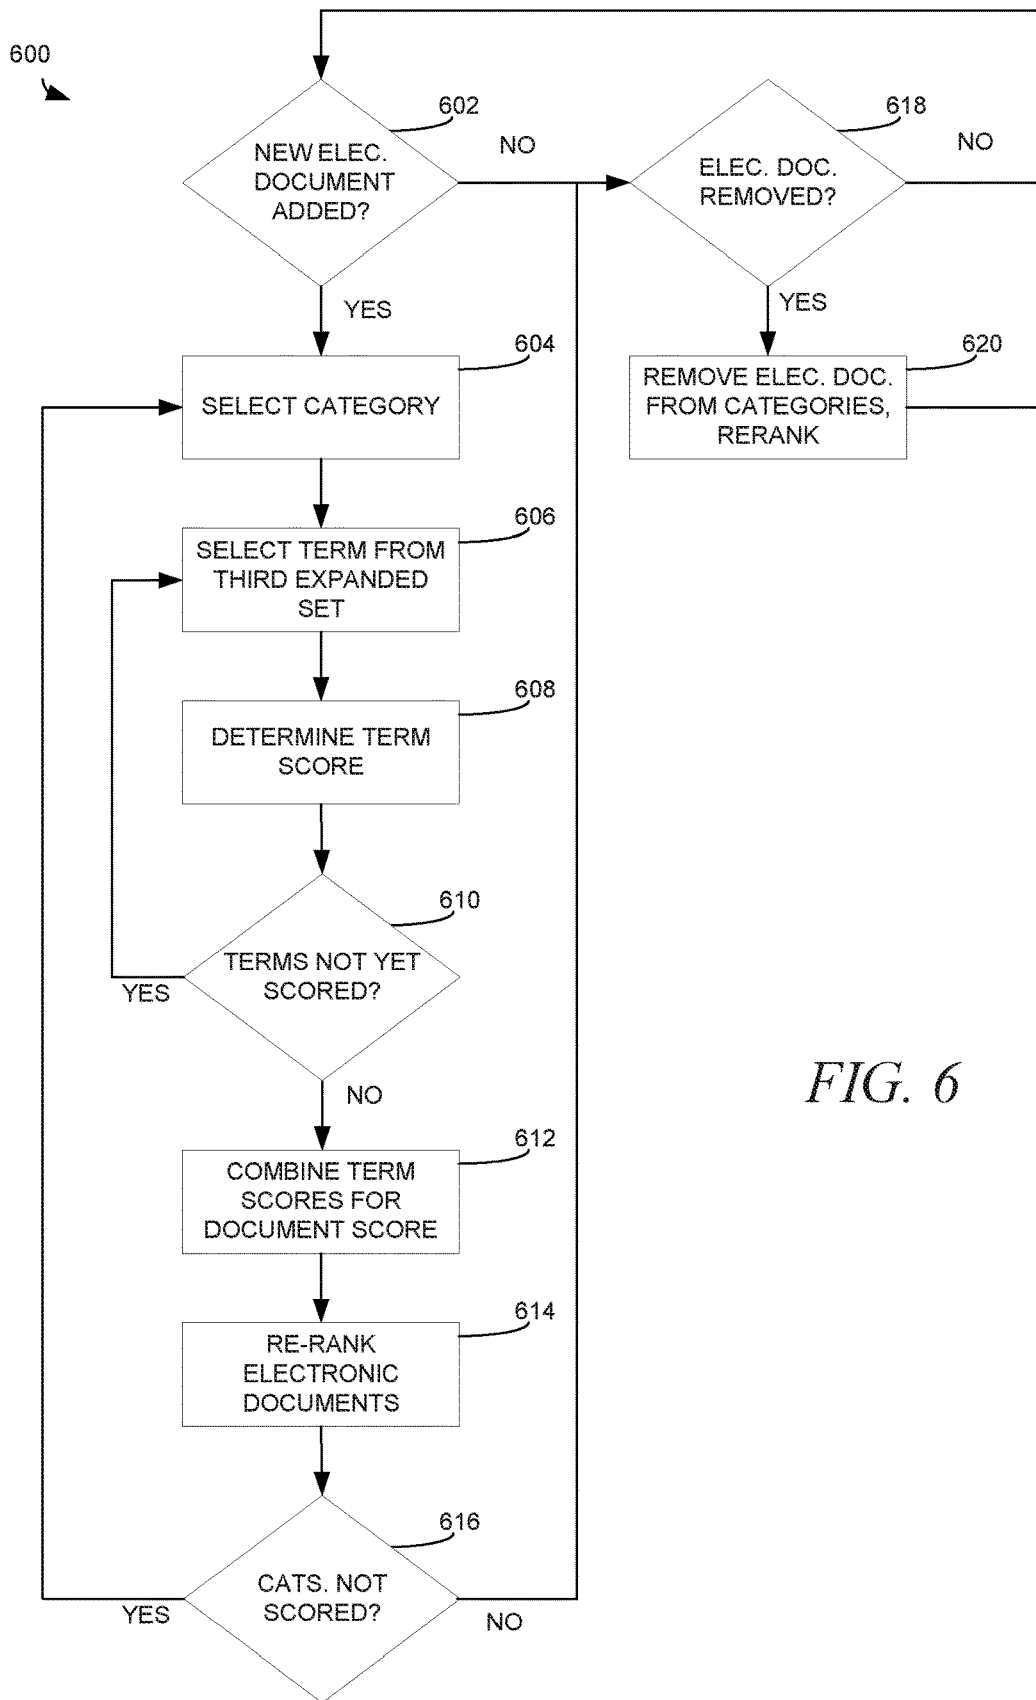 600
602
NEW ELEC.
DOCUMENT
ADDED?
NO
618
ELEC. DOC.
REMOVED?
NO
YES
YES
604
SELECT CATEGORY
620
REMOVE ELEC. DOC.
FROM CATEGORIES,
RERANK
606
SELECT TERM FROM
THIRD EXPANDED
SET
608
DETERMINE TERM
SCORE
610
TERMS NOT YET
SCORED?
YES
NO
FIG. 6
612
COMBINE TERM
SCORES FOR
DOCUMENT SCORE
614
RE-RANK
ELECTRONIC
DOCUMENTS
616
CATS. NOT
SCORED?
YES
NO